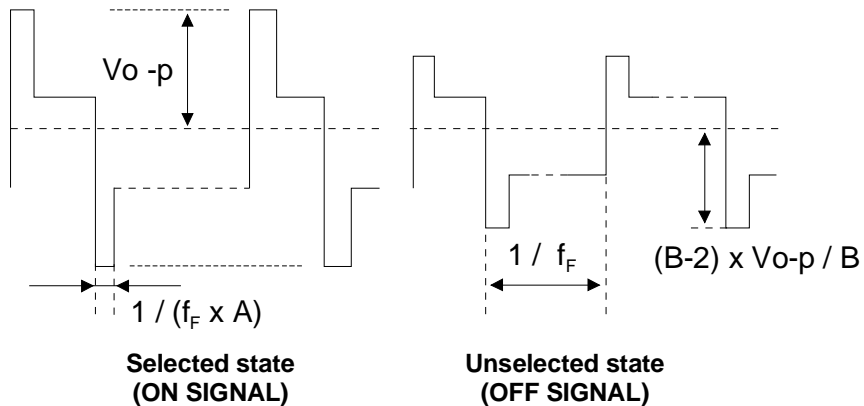 Vo -p
1 / f_F
(B-2) x Vo-p / B
1 / (f_F x A)
Selected state
(ON SIGNAL)
Unselected state
(OFF SIGNAL)